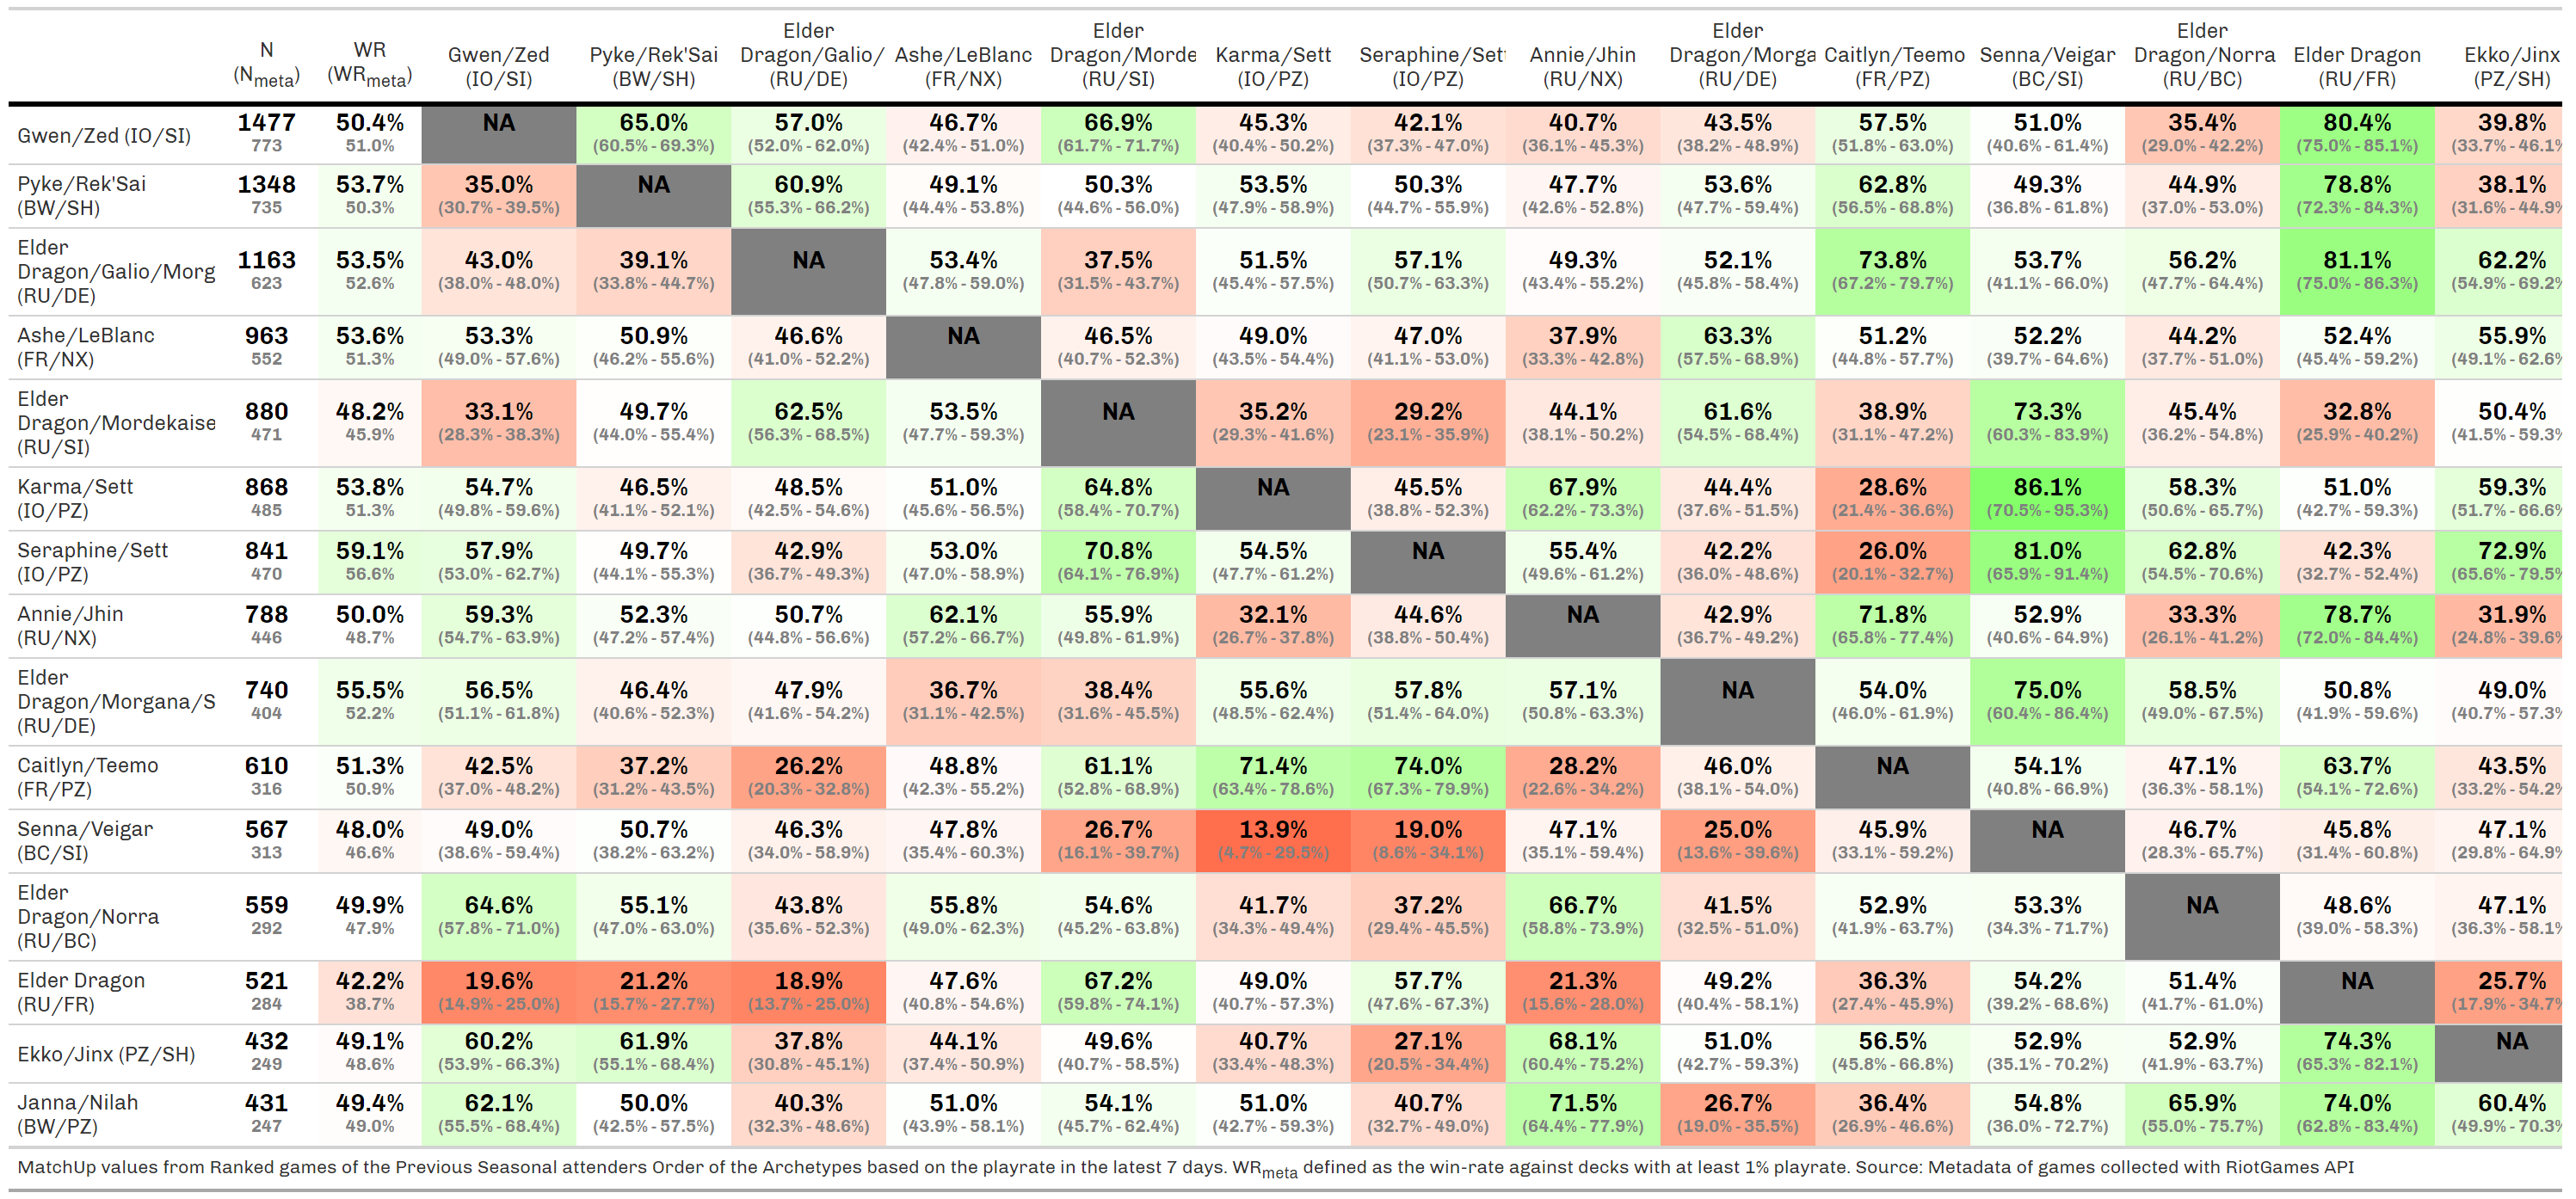 Elder Elder Elder Elder
N WR Gwen/Zed Pyke/Rek'Sai Dragon/Galio/ Ashe/LeBlanc Dragon/Morde Karma/Sett Seraphine/Sett Annie/Jhin Dragon/Morga Caitlyn/Teemo Senna/Veigar Dragon/Norra Elder Dragon Ekko/Jinx
(Nmeta) (WRmeta) (IO/SI) (BW/SH) (RU/DE) (FR/NX) (RU/SI) (IO/PZ) (IO/PZ) (RU/NX) (RU/DE) (FR/PZ) (BC/SI) (RU/BC) (RU/FR) (PZ/SH)
Gwen/Zed (IO/SI)
1477 50.4% NA 65.0% 57.0% 46.7% 66.9% 45.3% 42.1% 40.7% 43.5% 57.5% 51.0% 35.4% 80.4% 39.8%
773 51.0% (60.5% - 69.3%) (52.0% - 62.0%) (42.4% - 51.0%) (61.7% - 71.7%) (40.4% - 50.2%) (37.3% - 47.0%) (36.1% - 45.3%) (38.2% - 48.9%) (51.8% - 63.0%) (40.6% - 61.4%) (29.0% - 42.2%) (75.0% - 85.1%) (33.7% - 46.1%
Pyke/Rek'Sai
(BW/SH)
1348 53.7% 35.0% NA 60.9% 49.1% 50.3% 53.5% 50.3% 47.7% 53.6% 62.8% 49.3% 44.9% 78.8% 38.1%
735 50.3% (30.7% - 39.5%) (55.3% - 66.2%) (44.4% - 53.8%) (44.6% - 56.0%) (47.9% - 58.9%) (44.7% - 55.9%) (42.6% - 52.8%) (47.7% - 59.4%) (56.5% - 68.8%) (36.8% - 61.8%) (37.0% - 53.0%) (72.3% - 84.3%) (31.6% - 44.9%
Elder
Dragon/Galio/Morg
(RU/DE)
1163 53.5% 43.0% 39.1% NA 53.4% 37.5% 51.5% 57.1% 49.3% 52.1% 73.8% 53.7% 56.2% 81.1% 62.2%
623 52.6% (38.0% - 48.0%) (33.8% - 44.7%) (47.8% - 59.0%) (31.5% - 43.7%) (45.4% - 57.5%) (50.7% - 63.3%) (43.4% - 55.2%) (45.8% - 58.4%) (67.2% - 79.7%) (41.1% - 66.0%) (47.7% - 64.4%) (75.0% - 86.3%) (54.9% - 69.2%
Ashe/LeBlanc
(FR/NX)
963 53.6% 53.3% 50.9% 46.6% NA 46.5% 49.0% 47.0% 37.9% 63.3% 51.2% 52.2% 44.2% 52.4% 55.9%
552 51.3% (49.0% - 57.6%) (46.2% - 55.6%) (41.0% - 52.2%) (40.7% - 52.3%) (43.5% - 54.4%) (41.1% - 53.0%) (33.3% - 42.8%) (57.5% - 68.9%) (44.8% - 57.7%) (39.7% - 64.6%) (37.7% - 51.0%) (45.4% - 59.2%) (49.1% - 62.6%
Elder
Dragon/Mordekaise
(RU/SI)
880 48.2% 33.1% 49.7% 62.5% 53.5% NA 35.2% 29.2% 44.1% 61.6% 38.9% 73.3% 45.4% 32.8% 50.4%
471 45.9% (28.3% - 38.3%) (44.0% - 55.4%) (56.3% - 68.5%) (47.7% - 59.3%) (29.3% - 41.6%) (23.1% - 35.9%) (38.1% - 50.2%) (54.5% - 68.4%) (31.1% - 47.2%) (60.3% - 83.9%) (36.2% - 54.8%) (25.9% - 40.2%) (41.5% - 59.3%
Karma/Sett
(IO/PZ)
868 53.8% 54.7% 46.5% 48.5% 51.0% 64.8% NA 45.5% 67.9% 44.4% 28.6% 86.1% 58.3% 51.0% 59.3%
485 51.3% (49.8% - 59.6%) (41.1% - 52.1%) (42.5% - 54.6%) (45.6% - 56.5%) (58.4% - 70.7%) (38.8% - 52.3%) (62.2% - 73.3%) (37.6% - 51.5%) (21.4% - 36.6%) (70.5% - 95.3%) (50.6% - 65.7%) (42.7% - 59.3%) (51.7% - 66.6%
Seraphine/Sett
(IO/PZ)
841 59.1% 57.9% 49.7% 42.9% 53.0% 70.8% 54.5% NA 55.4% 42.2% 26.0% 81.0% 62.8% 42.3% 72.9%
470 56.6% (53.0% - 62.7%) (44.1% - 55.3%) (36.7% - 49.3%) (47.0% - 58.9%) (64.1% - 76.9%) (47.7% - 61.2%) (49.6% - 61.2%) (36.0% - 48.6%) (20.1% - 32.7%) (65.9% - 91.4%) (54.5% - 70.6%) (32.7% - 52.4%) (65.6% - 79.5%
Annie/Jhin
(RU/NX)
788 50.0% 59.3% 52.3% 50.7% 62.1% 55.9% 32.1% 44.6% NA 42.9% 71.8% 52.9% 33.3% 78.7% 31.9%
446 48.7% (54.7% - 63.9%) (47.2% - 57.4%) (44.8% - 56.6%) (57.2% - 66.7%) (49.8% - 61.9%) (26.7% - 37.8%) (38.8% - 50.4%) (36.7% - 49.2%) (65.8% - 77.4%) (40.6% - 64.9%) (26.1% - 41.2%) (72.0% - 84.4%) (24.8% - 39.6%
Elder
Dragon/Morgana/S
(RU/DE)
740 55.5% 56.5% 46.4% 47.9% 36.7% 38.4% 55.6% 57.8% 57.1% NA 54.0% 75.0% 58.5% 50.8% 49.0%
404 52.2% (51.1% - 61.8%) (40.6% - 52.3%) (41.6% - 54.2%) (31.1% - 42.5%) (31.6% - 45.5%) (48.5% - 62.4%) (51.4% - 64.0%) (50.8% - 63.3%) (46.0% - 61.9%) (60.4% - 86.4%) (49.0% - 67.5%) (41.9% - 59.6%) (40.7% - 57.3%
Caitlyn/Teemo
(FR/PZ)
610 51.3% 42.5% 37.2% 26.2% 48.8% 61.1% 71.4% 74.0% 28.2% 46.0% NA 54.1% 47.1% 63.7% 43.5%
316 50.9% (37.0% - 48.2%) (31.2% - 43.5%) (20.3% - 32.8%) (42.3% - 55.2%) (52.8% - 68.9%) (63.4% - 78.6%) (67.3% - 79.9%) (22.6% - 34.2%) (38.1% - 54.0%) (40.8% - 66.9%) (36.3% - 58.1%) (54.1% - 72.6%) (33.2% - 54.2%
Senna/Veigar
(BC/SI)
567 48.0% 49.0% 50.7% 46.3% 47.8% 26.7% 13.9% 19.0% 47.1% 25.0% 45.9% NA 46.7% 45.8% 47.1%
313 46.6% (38.6% - 59.4%) (38.2% - 63.2%) (34.0% - 58.9%) (35.4% - 60.3%) (16.1% - 39.7%) (4.7% - 29.5%) (8.6% - 34.1%) (35.1% - 59.4%) (13.6% - 39.6%) (33.1% - 59.2%) (28.3% - 65.7%) (31.4% - 60.8%) (29.8% - 64.9%
Elder
Dragon/Norra
(RU/BC)
559 49.9% 64.6% 55.1% 43.8% 55.8% 54.6% 41.7% 37.2% 66.7% 41.5% 52.9% 53.3% NA 48.6% 47.1%
292 47.9% (57.8% - 71.0%) (47.0% - 63.0%) (35.6% - 52.3%) (49.0% - 62.3%) (45.2% - 63.8%) (34.3% - 49.4%) (29.4% - 45.5%) (58.8% - 73.9%) (32.5% - 51.0%) (41.9% - 63.7%) (34.3% - 71.7%) (39.0% - 58.3%) (36.3% - 58.1%
Elder Dragon
(RU/FR)
521 42.2% 19.6% 21.2% 18.9% 47.6% 67.2% 49.0% 57.7% 21.3% 49.2% 36.3% 54.2% 51.4% NA 25.7%
284 38.7% (14.9% - 25.0%) (15.7% - 27.7%) (13.7% - 25.0%) (40.8% - 54.6%) (59.8% - 74.1%) (40.7% - 57.3%) (47.6% - 67.3%) (15.6% - 28.0%) (40.4% - 58.1%) (27.4% - 45.9%) (39.2% - 68.6%) (41.7% - 61.0%) (17.9% - 34.7%
Ekko/Jinx (PZ/SH)
432 49.1% 60.2% 61.9% 37.8% 44.1% 49.6% 40.7% 27.1% 68.1% 51.0% 56.5% 52.9% 52.9% 74.3% NA
249 48.6% (53.9% - 66.3%) (55.1% - 68.4%) (30.8% - 45.1%) (37.4% - 50.9%) (40.7% - 58.5%) (33.4% - 48.3%) (20.5% - 34.4%) (60.4% - 75.2%) (42.7% - 59.3%) (45.8% - 66.8%) (35.1% - 70.2%) (41.9% - 63.7%) (65.3% - 82.1%)
Janna/Nilah
(BW/PZ)
431 49.4% 62.1% 50.0% 40.3% 51.0% 54.1% 51.0% 40.7% 71.5% 26.7% 36.4% 54.8% 65.9% 74.0% 60.4%
247 49.0% (55.5% - 68.4%) (42.5% - 57.5%) (32.3% - 48.6%) (43.9% - 58.1%) (45.7% - 62.4%) (42.7% - 59.3%) (32.7% - 49.0%) (64.4% - 77.9%) (19.0% - 35.5%) (26.9% - 46.6%) (36.0% - 72.7%) (55.0% - 75.7%) (62.8% - 83.4%) (49.9% - 70.3%
MatchUp values from Ranked games of the Previous Seasonal attenders Order of the Archetypes based on the playrate in the latest 7 days. WRmeta defined as the win-rate against decks with at least 1% playrate. Source: Metadata of games collected with RiotGames API